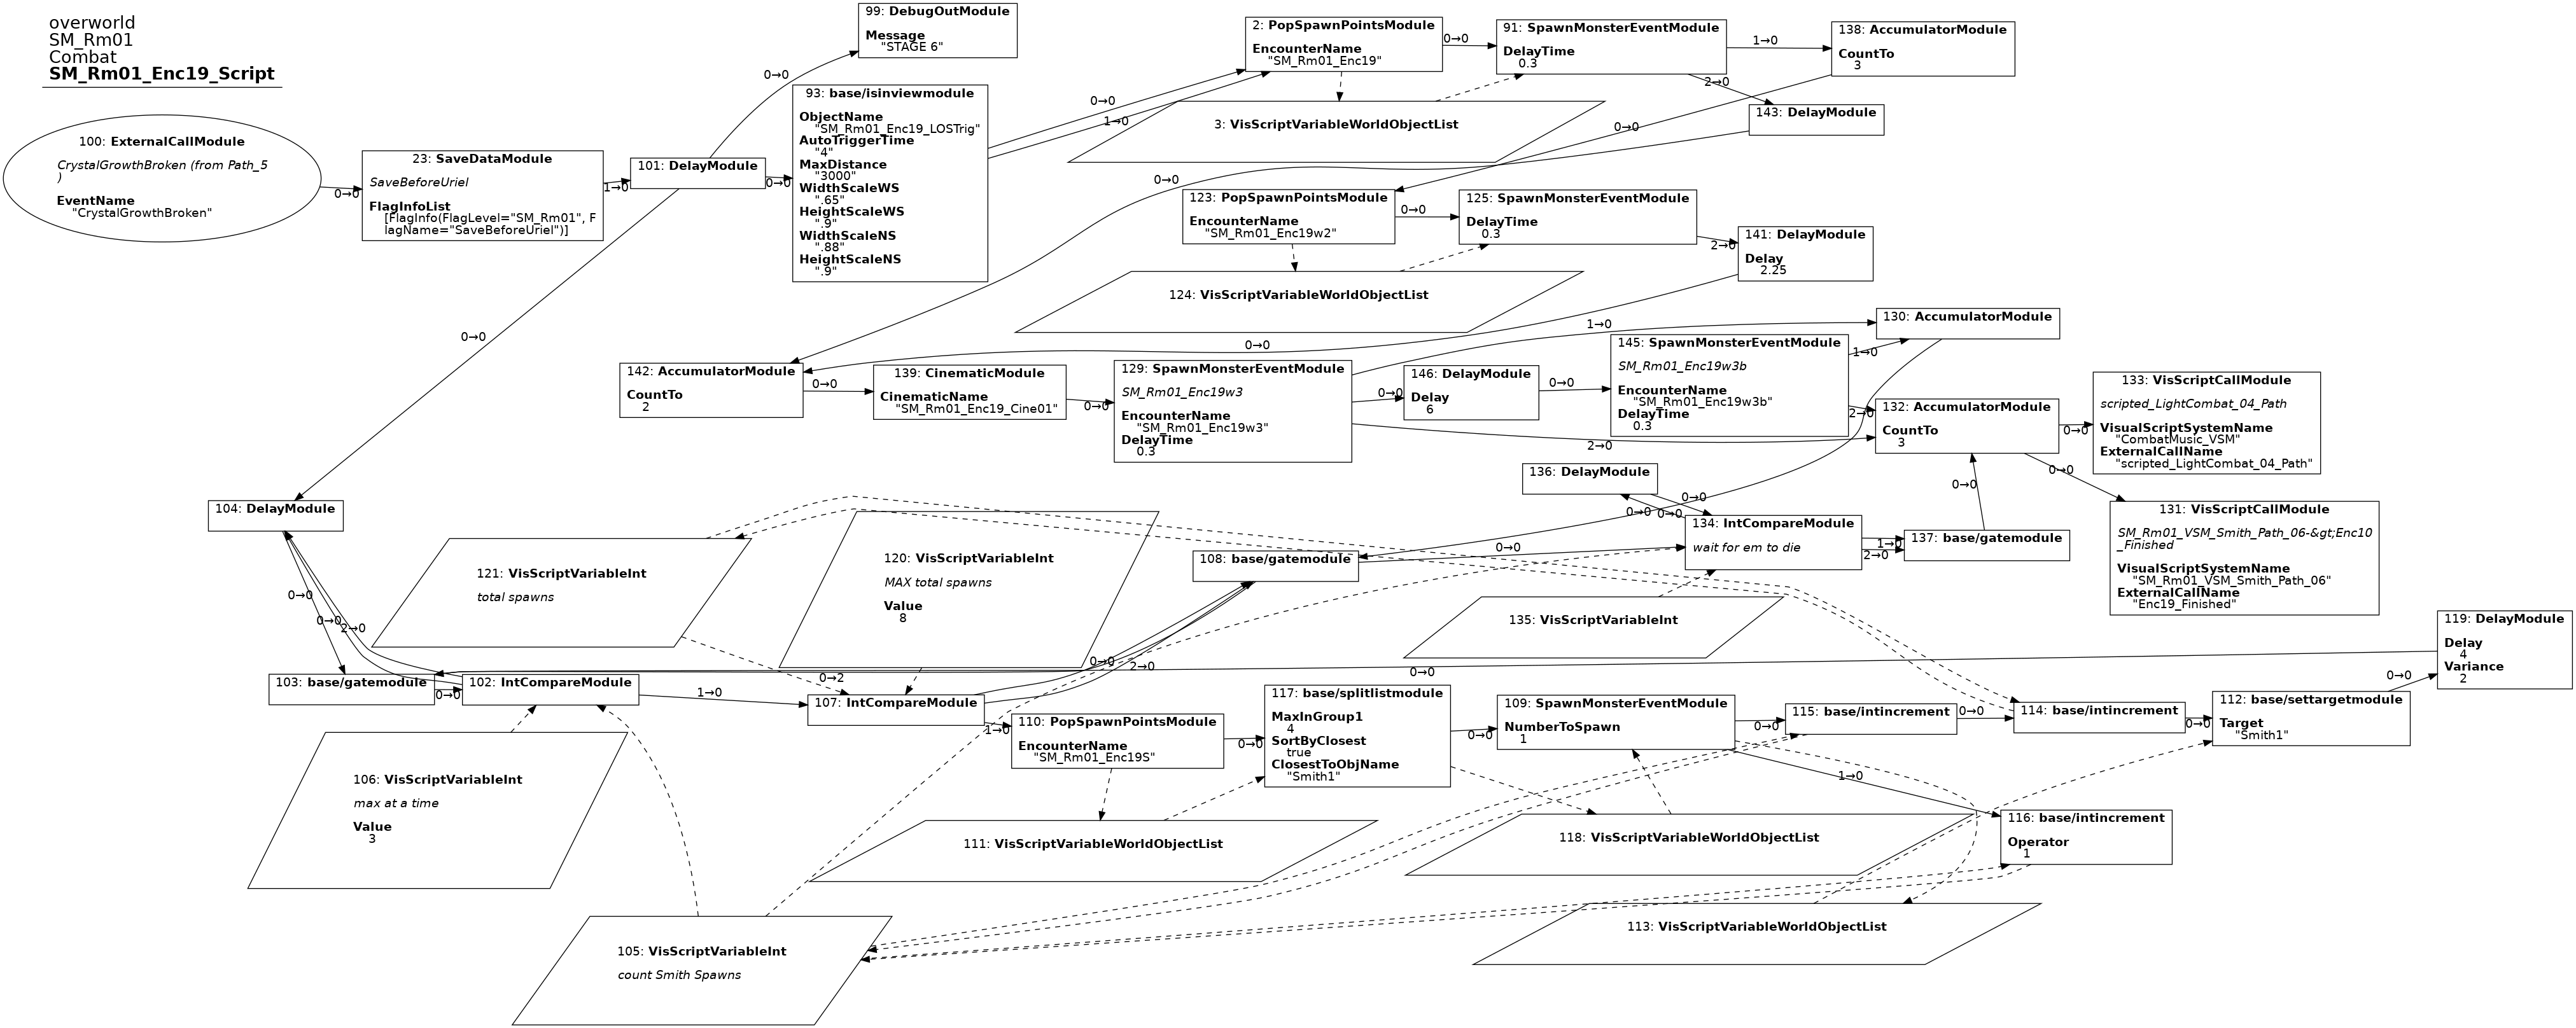 overworld
SM_Rm01
Combat
SM_Rm01_Enc19_Script
100: ExternalCallModule
CrystalGrowthBroken (from Path_5
)
EventName
"CrystalGrowthBroken"
0→0
23: SaveDataModule
SaveBeforeUriel
FlagInfoList
[FlagInfo(FlagLevel="SM_Rm01", F
lagName="SaveBeforeUriel")]
1→0
101: DelayModule
0→0
0→0
0→0
99: DebugOutModule
Message
"STAGE 6"
93: base/isinviewmodule
ObjectName
"SM_Rm01_Enc19_LOSTrig"
AutoTriggerTime
"4"
MaxDistance
"3000"
WidthScaleWS
".65"
HeightScaleWS
".9"
WidthScaleNS
".88"
HeightScaleNS
".9"
0→0
1→0
2: PopSpawnPointsModule
EncounterName
"SM_Rm01_Enc19"
0→0
91: SpawnMonsterEventModule
DelayTime
0.3
1→0
2→0
138: AccumulatorModule
CountTo
3
0→0
3: VisScriptVariableWorldObjectList
143: DelayModule
0→0
123: PopSpawnPointsModule
EncounterName
"SM_Rm01_Enc19w2"
0→0
125: SpawnMonsterEventModule
DelayTime
0.3
2→0
141: DelayModule
Delay
2.25
0→0
124: VisScriptVariableWorldObjectList
142: AccumulatorModule
CountTo
2
0→0
139: CinematicModule
CinematicName
"SM_Rm01_Enc19_Cine01"
0→0
129: SpawnMonsterEventModule
SM_Rm01_Enc19w3
EncounterName
"SM_Rm01_Enc19w3"
DelayTime
0.3
1→0
0→0
2→0
146: DelayModule
Delay
6
0→0
145: SpawnMonsterEventModule
SM_Rm01_Enc19w3b
EncounterName
"SM_Rm01_Enc19w3b"
DelayTime
0.3
1→0
2→0
130: AccumulatorModule
0→0
132: AccumulatorModule
CountTo
3
0→0
0→0
133: VisScriptCallModule
scripted_LightCombat_04_Path
VisualScriptSystemName
"CombatMusic_VSM"
ExternalCallName
"scripted_LightCombat_04_Path"
131: VisScriptCallModule
SM_Rm01_VSM_Smith_Path_06-&gt;Enc10
_Finished
VisualScriptSystemName
"SM_Rm01_VSM_Smith_Path_06"
ExternalCallName
"Enc19_Finished"
136: DelayModule
0→0
0→0
134: IntCompareModule
wait for em to die
1→0
2→0
137: base/gatemodule
0→0
135: VisScriptVariableInt
104: DelayModule
0→0
0→0
2→0
121: VisScriptVariableInt
total spawns
120: VisScriptVariableInt
MAX total spawns
Value
8
108: base/gatemodule
0→0
103: base/gatemodule
0→0
102: IntCompareModule
1→0
0→2
107: IntCompareModule
0→0
2→0
1→0
110: PopSpawnPointsModule
EncounterName
"SM_Rm01_Enc19S"
0→0
117: base/splitlistmodule
MaxInGroup1
4
SortByClosest
true
ClosestToObjName
"Smith1"
0→0
109: SpawnMonsterEventModule
NumberToSpawn
1
0→0
1→0
115: base/intincrement
0→0
114: base/intincrement
0→0
112: base/settargetmodule
Target
"Smith1"
0→0
119: DelayModule
Delay
4
Variance
2
0→0
106: VisScriptVariableInt
max at a time
Value
3
111: VisScriptVariableWorldObjectList
118: VisScriptVariableWorldObjectList
116: base/intincrement
Operator
1
105: VisScriptVariableInt
count Smith Spawns
113: VisScriptVariableWorldObjectList